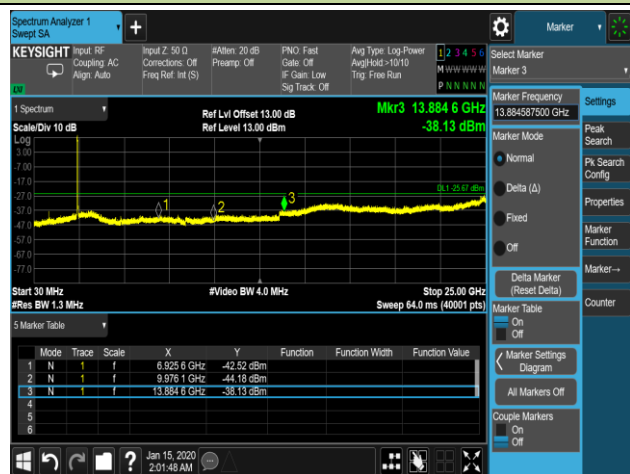 Spectrum Analyzer 1
Swept SA
+
Marker
KEYSIGHT
Input: RF
Coupling: AC
Align: Auto
Input Z: 50 Ω
Corrections: Off
Freq Ref: Int (S)
#Atten: 20 dB
Preamp: Off
PNO: Fast
Gate: Off
IF Gain: Low
Sig Track: Off
Avg Type: Log-Power
Avg|Hold:>10/10
Trig: Free Run
1 2 3 4 5 6
M W W W W W
P N N N N N
LXI
Select Marker
Marker 3
1 Spectrum
Scale/Div 10 dB
Ref Lvl Offset 13.00 dB
Ref Level 13.00 dBm
Mkr3 13.884 6 GHz
-38.13 dBm
Log
3.00
-7.00
-17.0
-27.0
-37.0
-47.0
-57.0
-67.0
-77.0
1
2
3
DL1 -25.67 dBm
Start 30 MHz
#Res BW 1.3 MHz
#Video BW 4.0 MHz
Stop 25.00 GHz
Sweep 64.0 ms (40001 pts)
5 Marker Table
Mode Trace Scale X Y Function Function Width Function Value
1 N 1 f 6.925 6 GHz -42.52 dBm
2 N 1 f 9.976 1 GHz -44.18 dBm
3 N 1 f 13.884 6 GHz -38.13 dBm
4
5
6
Marker Frequency
13.884587500 GHz
Marker Mode
Normal
Delta (Δ)
Fixed
Off
Delta Marker
(Reset Delta)
Marker Table
On
Off
Marker Settings
Diagram
All Markers Off
Couple Markers
On
Off
Settings
Peak
Search
Pk Search
Config
Properties
Marker
Function
Marker→
Counter
?
Jan 15, 2020
2:01:48 AM